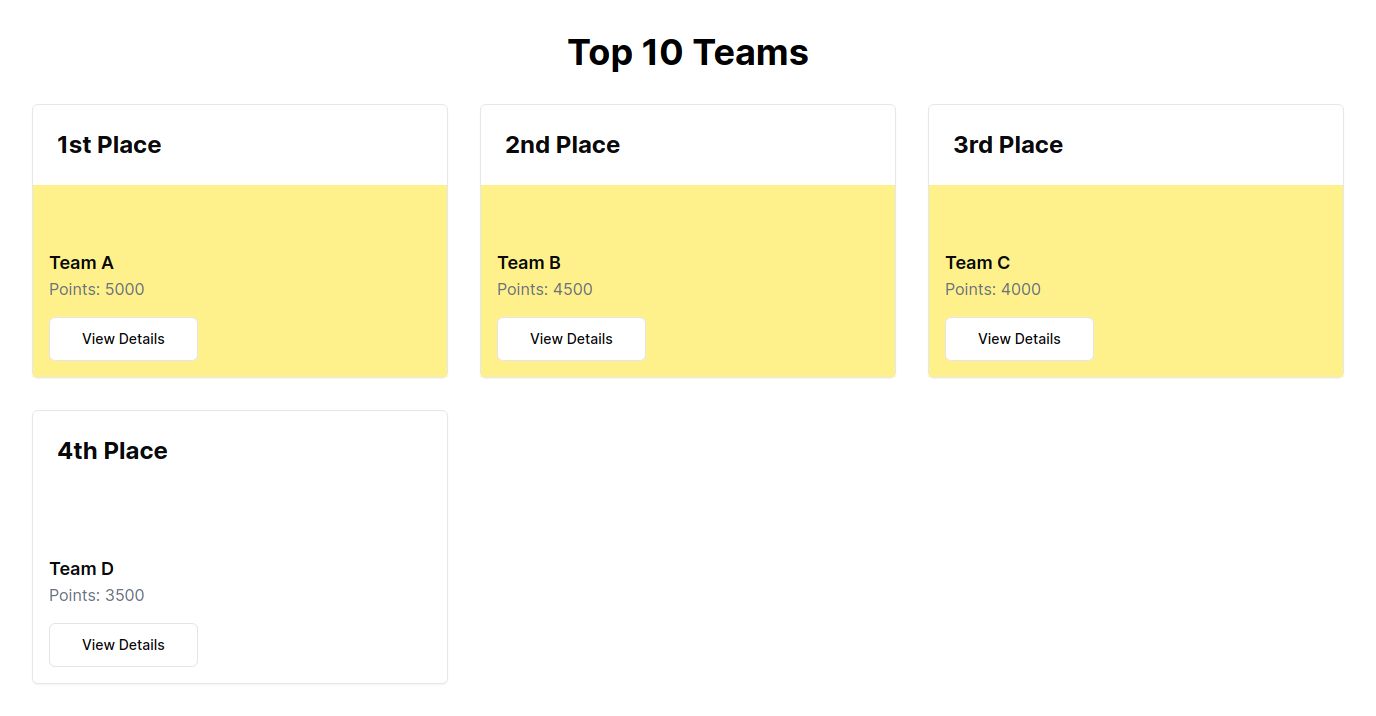 Top 10 Teams
1st Place
Team A
Points: 5000
View Details
2nd Place
Team B
Points: 4500
View Details
3rd Place
Team C
Points: 4000
View Details
4th Place
Team D
Points: 3500
View Details